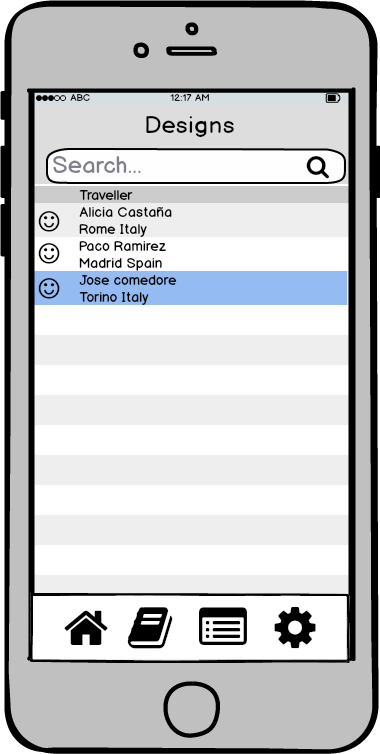 ABC 12:17 AM
Designs
Search...
Traveller
Alicia Castaña
Rome Italy
Paco Ramirez
Madrid Spain
Jose comedore
Torino Italy